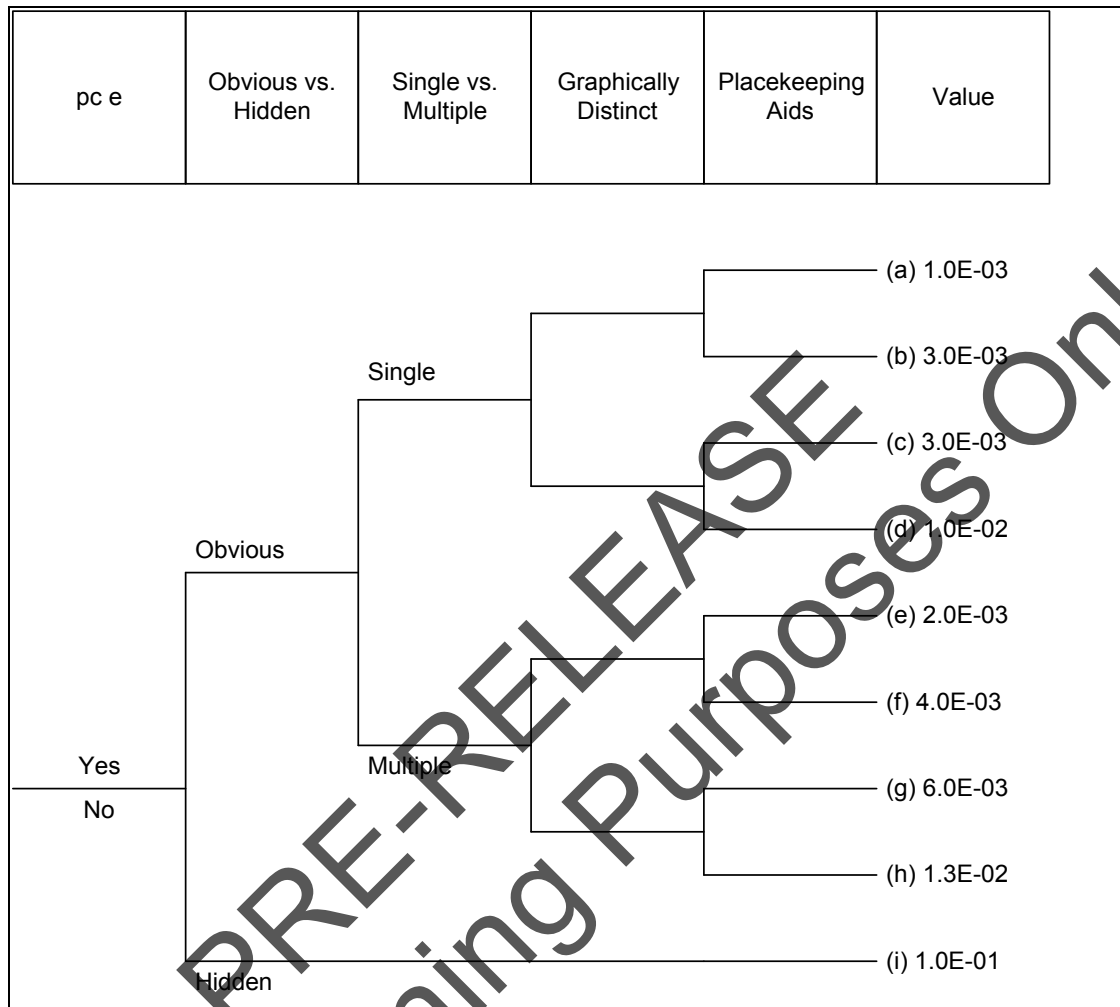 pc e
Obvious vs.
Hidden
Single vs.
Multiple
Graphically
Distinct
Placekeeping
Aids
Value
(a) 1.0E-03
(b) 3.0E-03
Single
(c) 3.0E-03
(d) 1.0E-02
Obvious
(e) 2.0E-03
(f) 4.0E-03
Multiple
Yes
No
(g) 6.0E-03
(h) 1.3E-02
(i) 1.0E-01
Hidden
PRE-RELEASE
ning Purposes Onl